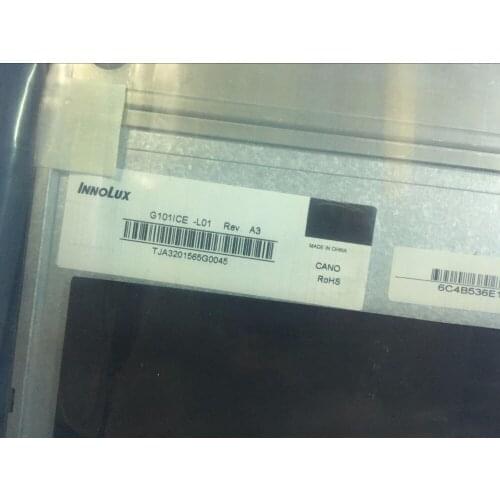 INNOLUX
G101ICE -L01 Rev. A3
TJA3201565G0045
MADE IN CHINA
CANO
RoHS
6C4B536E1